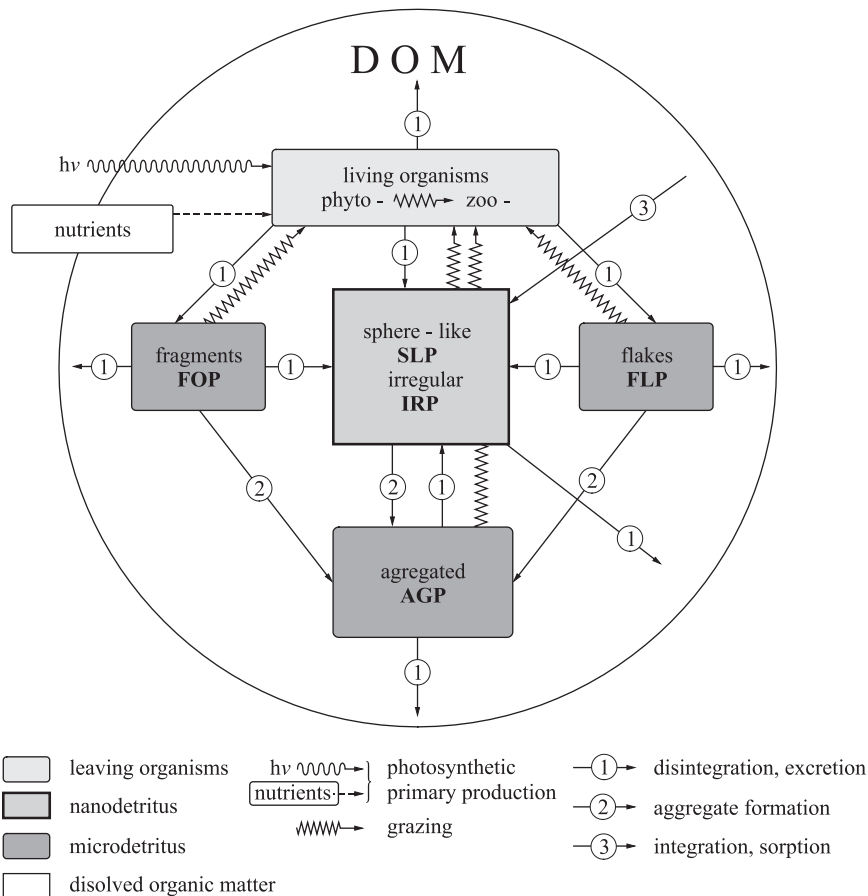 D O M
1
hν
living organisms
phyto - zoo -
nutrients
3
1
1
1
fragments
FOP
sphere - like
SLP
irregular
IRP
flakes
FLP
1
1
1
1
2
2
1
2
1
agregated
AGP
1
leaving organisms
nanodetritus
microdetritus
disolved organic matter
hν
nutrients
photosynthetic
primary production
grazing
1 disintegration, excretion
2 aggregate formation
3 integration, sorption